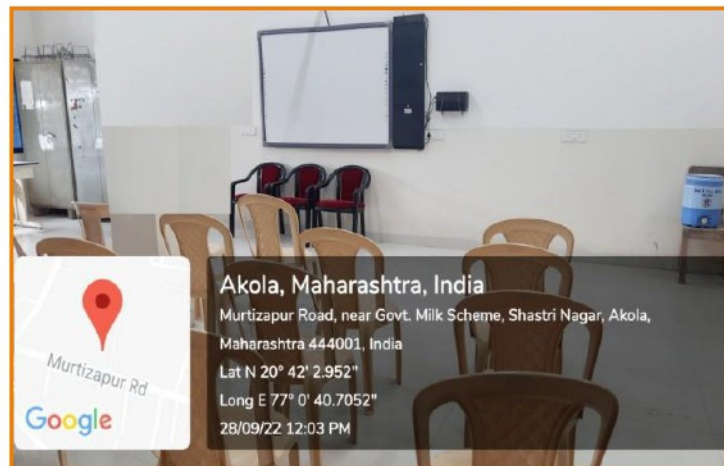 Akola, Maharashtra, India
Murtizapur Road, near Govt. Milk Scheme, Shastri Nagar, Akola,
Maharashtra 444001, India
Lat N 20° 42' 2.952"
Long E 77° 0' 40.7052"
28/09/22 12:03 PM
Murtizapur Rd
Google